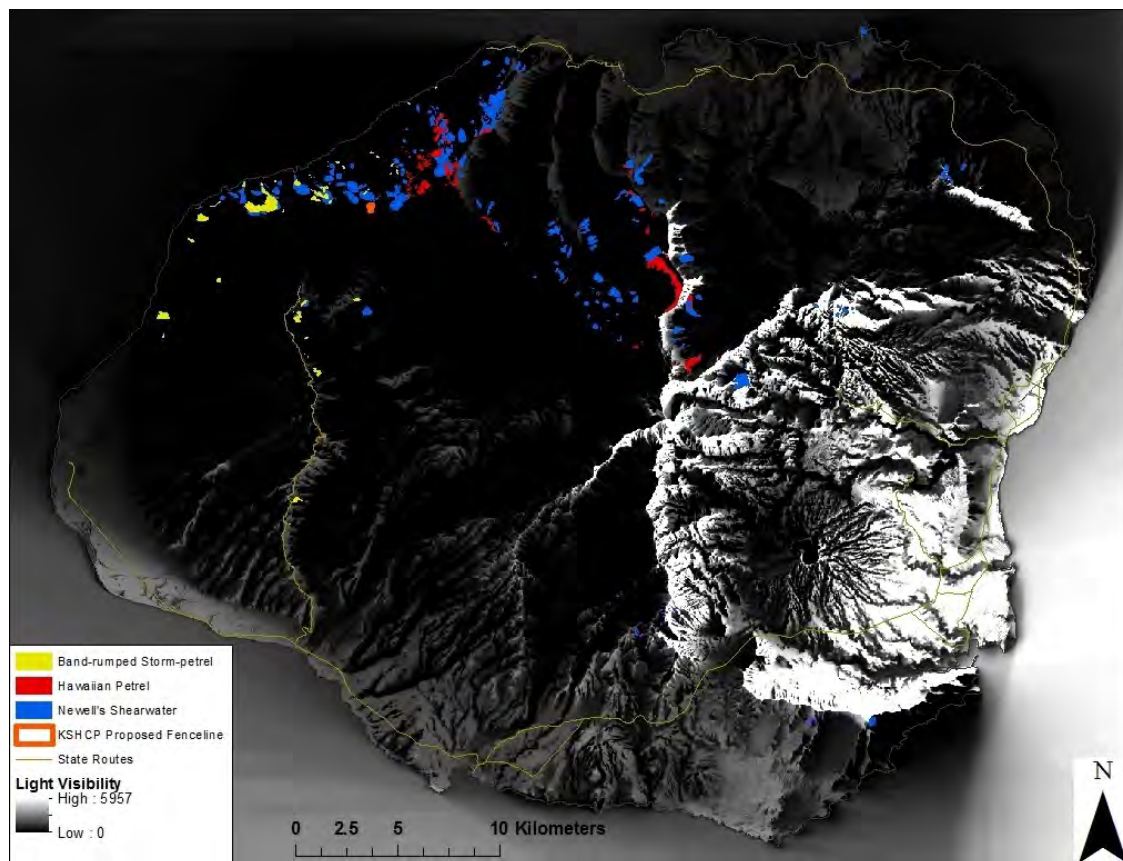 Band-rumped Storm-petrel
Hawaiian Petrel
Newell's Shearwater
KSHCP Proposed Fenceline
State Routes
Light Visibility
High : 5957
Low : 0
0 2.5 5 10 Kilometers
N